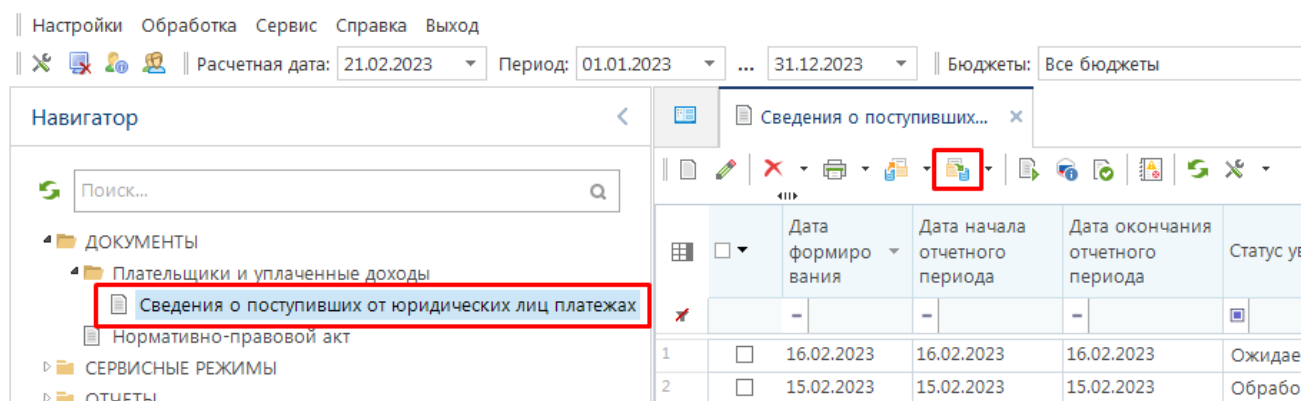 Настройки Обработка Сервис Справка Выход
Расчетная дата: 21.02.2023 Период: 01.01.2023 ... 31.12.2023 Бюджеты: Все бюджеты
Навигатор
Сведения о поступивших...
Поиск...
ДОКУМЕНТЫ
Плательщики и уплаченные доходы
Сведения о поступивших от юридических лиц платежах
Нормативно-правовой акт
СЕРВИСНЫЕ РЕЖИМЫ
ОТЧЕТЫ
Дата
формиро
вания
Дата начала
отчетного
периода
Дата окончания
отчетного
периода
Статус ув
1 16.02.2023 16.02.2023 16.02.2023 Ожидае
2 15.02.2023 15.02.2023 15.02.2023 Обрабо